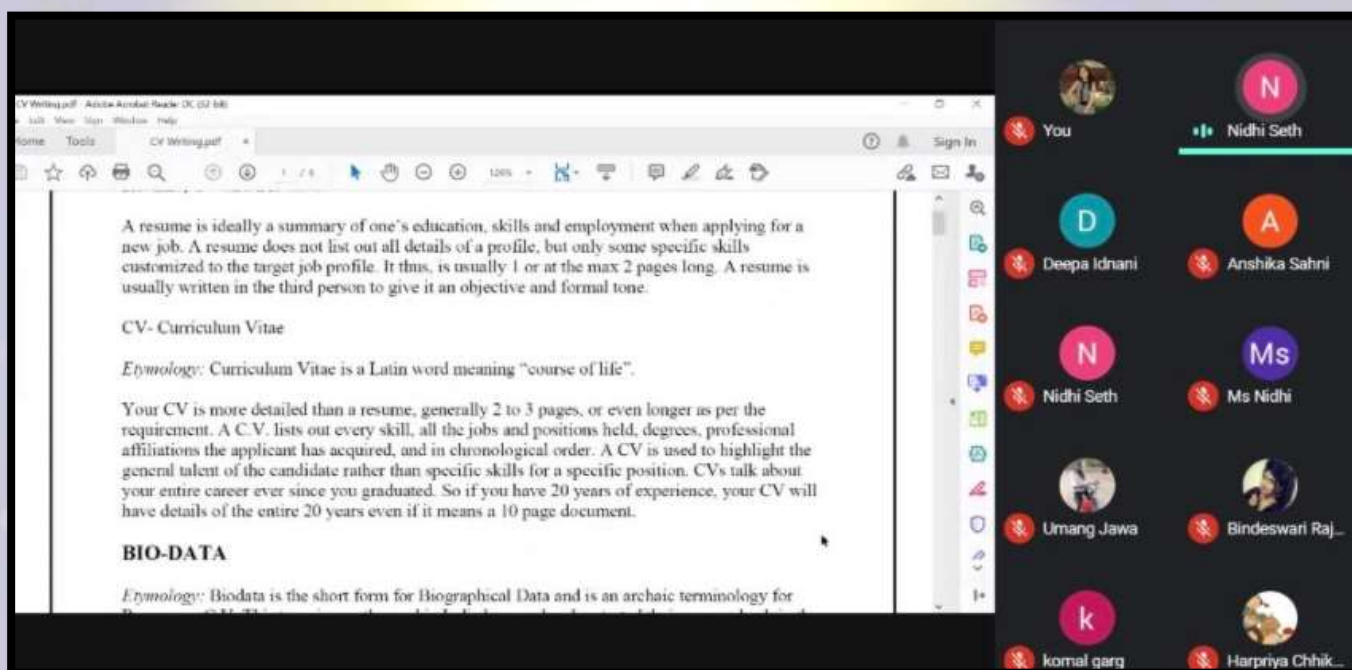 CV Writing.pdf - Adobe Acrobat Reader DC (32-bit)
Edit View Sign Window Help
Home Tools CV Writing.pdf × Sign In
1 / 126%
A resume is ideally a summary of one's education, skills and employment when applying for a
new job. A resume does not list out all details of a profile, but only some specific skills
customized to the target job profile. It thus, is usually 1 or at the max 2 pages long. A resume is
usually written in the third person to give it an objective and formal tone.
CV- Curriculum Vitae
Etymology: Curriculum Vitae is a Latin word meaning “course of life”.
Your CV is more detailed than a resume, generally 2 to 3 pages, or even longer as per the
requirement. A C.V. lists out every skill, all the jobs and positions held, degrees, professional
affiliations the applicant has acquired, and in chronological order. A CV is used to highlight the
general talent of the candidate rather than specific skills for a specific position. CVs talk about
your entire career ever since you graduated. So if you have 20 years of experience, your CV will
have details of the entire 20 years even if it means a 10 page document.
BIO-DATA
Etymology: Biodata is the short form for Biographical Data and is an archaic terminology for
N
You
Nidhi Seth
D
A
Deepa Idnani
Anshika Sahni
N
Ms
Nidhi Seth
Ms Nidhi
Umang Jawa
Bindeswari Raj...
k
komal garg
Harpriya Chhik...